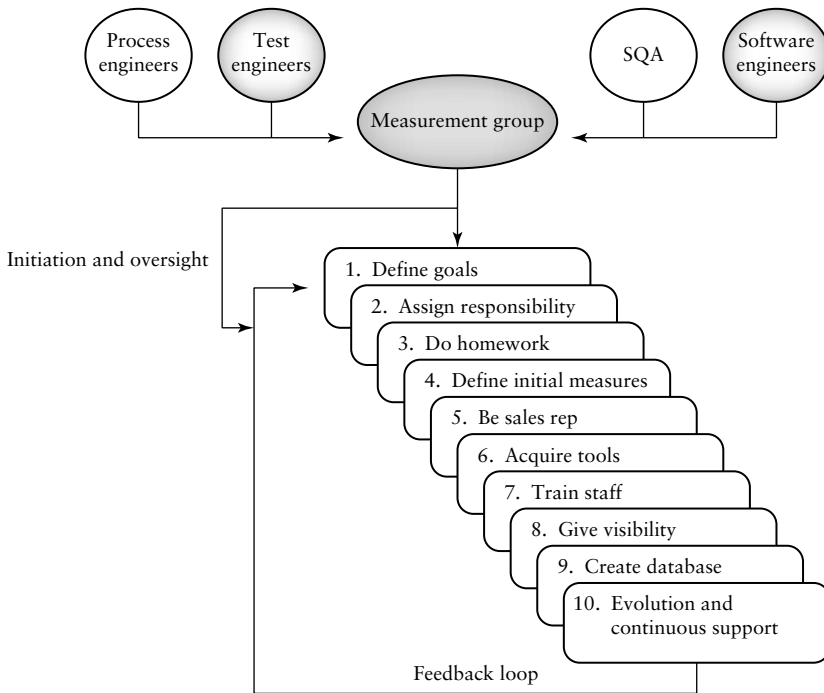 Process
engineers
Test
engineers
SQA
Software
engineers
Measurement group
Initiation and oversight
1. Define goals
2. Assign responsibility
3. Do homework
4. Define initial measures
5. Be sales rep
6. Acquire tools
7. Train staff
8. Give visibility
9. Create database
10. Evolution and
continuous support
Feedback loop